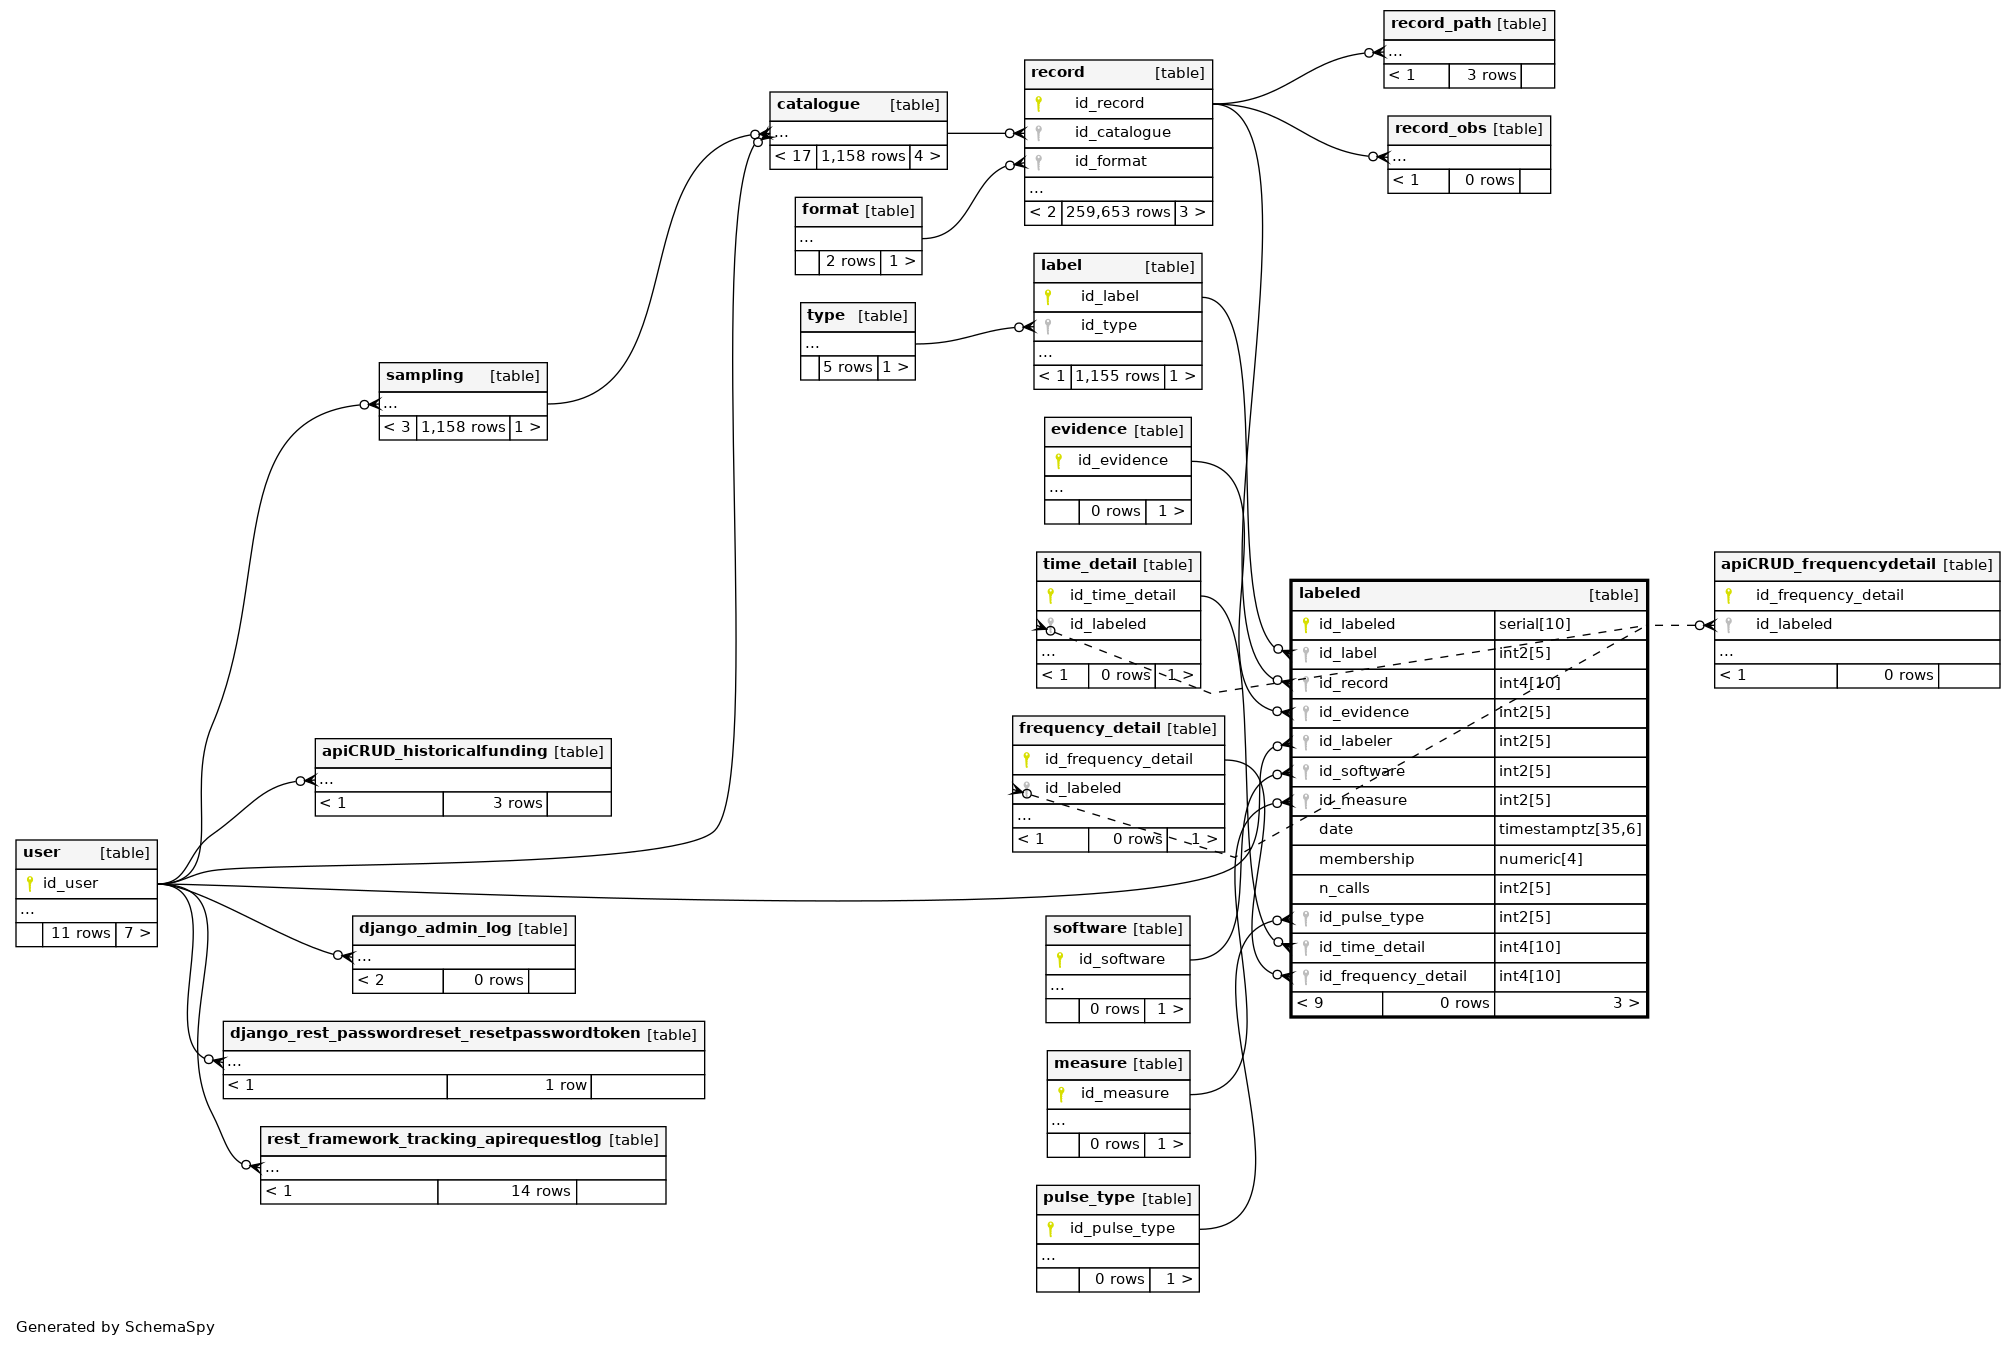 record_path [table]
...
< 1 3 rows
record [table]
id_record
id_catalogue
id_format
...
< 2 259,653 rows 3 >
catalogue [table]
...
< 17 1,158 rows 4 >
record_obs [table]
...
< 1 0 rows
format [table]
...
2 rows 1 >
label [table]
id_label
id_type
...
< 1 1,155 rows 1 >
type [table]
...
5 rows 1 >
sampling [table]
...
< 3 1,158 rows 1 >
evidence [table]
id_evidence
...
0 rows 1 >
time_detail [table]
id_time_detail
id_labeled
...
< 1 0 rows 1 >
labeled [table]
id_labeled serial[10]
id_label int2[5]
id_record int4[10]
id_evidence int2[5]
id_labeler int2[5]
id_software int2[5]
id_measure int2[5]
date timestamptz[35,6]
membership numeric[4]
n_calls int2[5]
id_pulse_type int2[5]
id_time_detail int4[10]
id_frequency_detail int4[10]
< 9 0 rows 3 >
apiCRUD_frequencydetail [table]
id_frequency_detail
id_labeled
...
< 1 0 rows
frequency_detail [table]
id_frequency_detail
id_labeled
...
< 1 0 rows 1 >
apiCRUD_historicalfunding [table]
...
< 1 3 rows
user [table]
id_user
...
11 rows 7 >
django_admin_log [table]
...
< 2 0 rows
software [table]
id_software
...
0 rows 1 >
django_rest_passwordreset_resetpasswordtoken [table]
...
< 1 1 row
measure [table]
id_measure
...
0 rows 1 >
rest_framework_tracking_apirequestlog [table]
...
< 1 14 rows
pulse_type [table]
id_pulse_type
...
0 rows 1 >
Generated by SchemaSpy